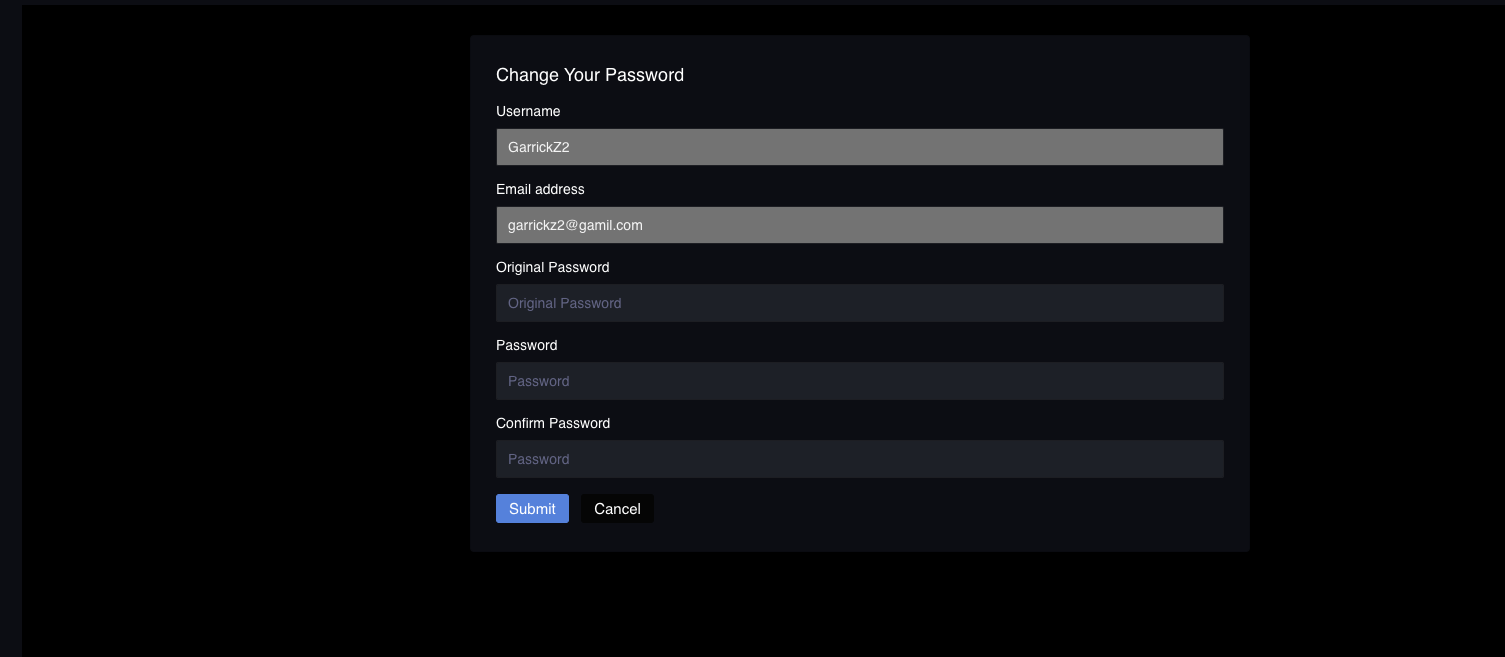 Change Your Password
Username
GarrickZ2
Email address
garrickz2@gamil.com
Original Password
Original Password
Password
Password
Confirm Password
Password
Submit Cancel